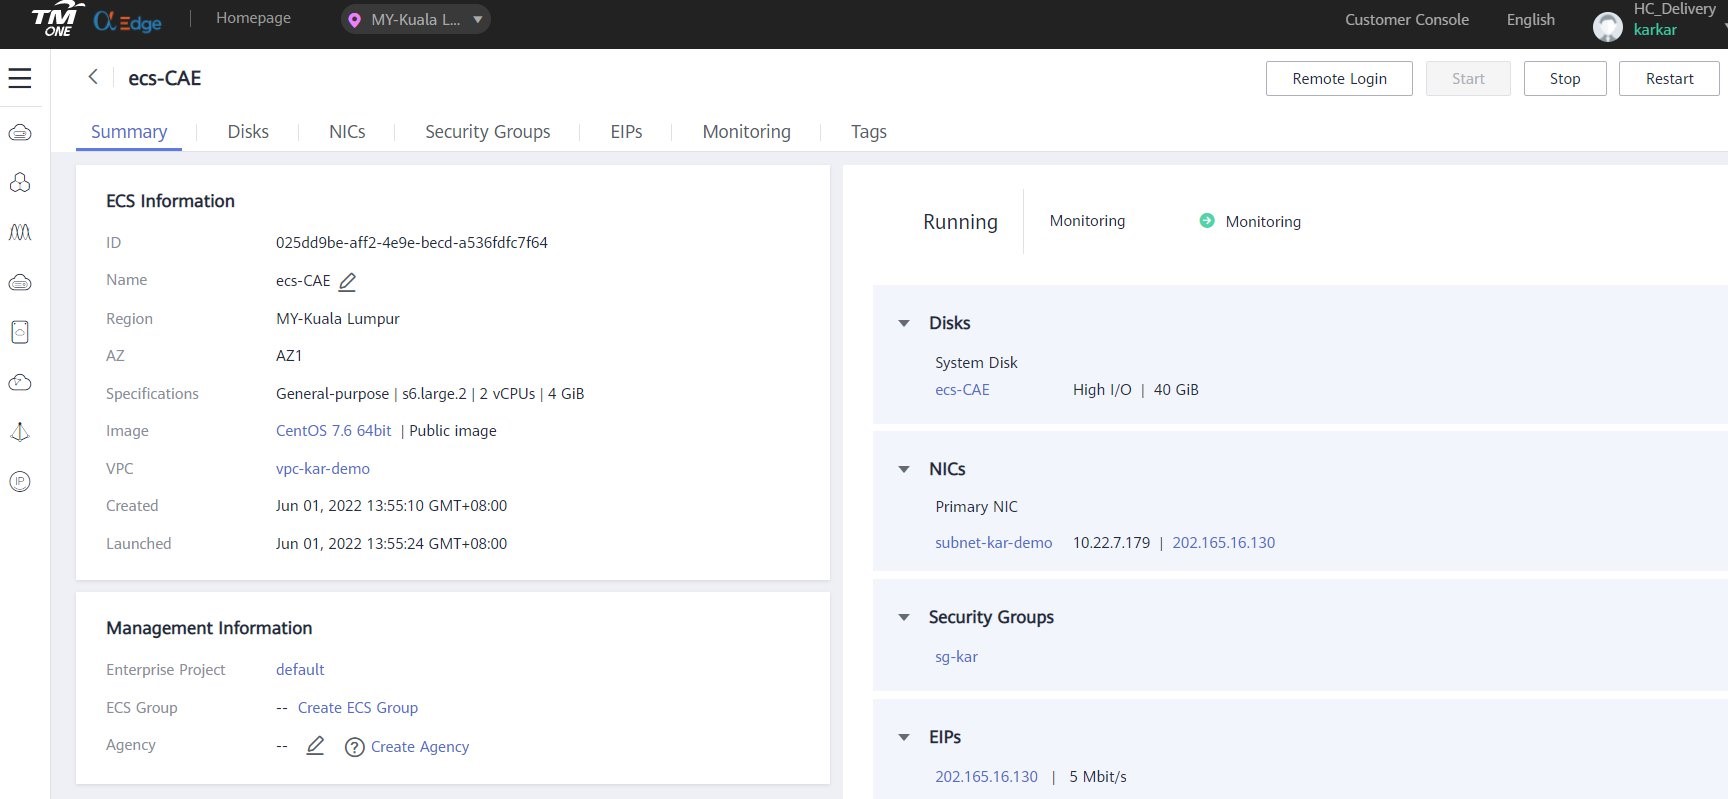 TM ONE α Edge Homepage MY-Kuala L... Customer Console English HC_Delivery
karkar
ecs-CAE Remote Login Start Stop Restart
Summary Disks NICs Security Groups EIPs Monitoring Tags
ECS Information
ID 025dd9be-aff2-4e9e-becd-a536fdfc7f64
Name ecs-CAE
Region MY-Kuala Lumpur
AZ AZ1
Specifications General-purpose | s6.large.2 | 2 vCPUs | 4 GiB
Image CentOS 7.6 64bit | Public image
VPC vpc-kar-demo
Created Jun 01, 2022 13:55:10 GMT+08:00
Launched Jun 01, 2022 13:55:24 GMT+08:00
Management Information
Enterprise Project default
ECS Group -- Create ECS Group
Agency -- ? Create Agency
Running Monitoring Monitoring
Disks
System Disk
ecs-CAE High I/O | 40 GiB
NICs
Primary NIC
subnet-kar-demo 10.22.7.179 | 202.165.16.130
Security Groups
sg-kar
EIPs
202.165.16.130 | 5 Mbit/s
IP